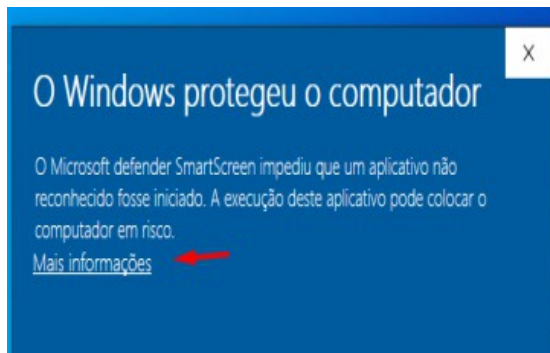 X
O Windows protegeu o computador
O Microsoft defender SmartScreen impediu que um aplicativo não
reconhecido fosse iniciado. A execução deste aplicativo pode colocar o
computador em risco.
Mais informações